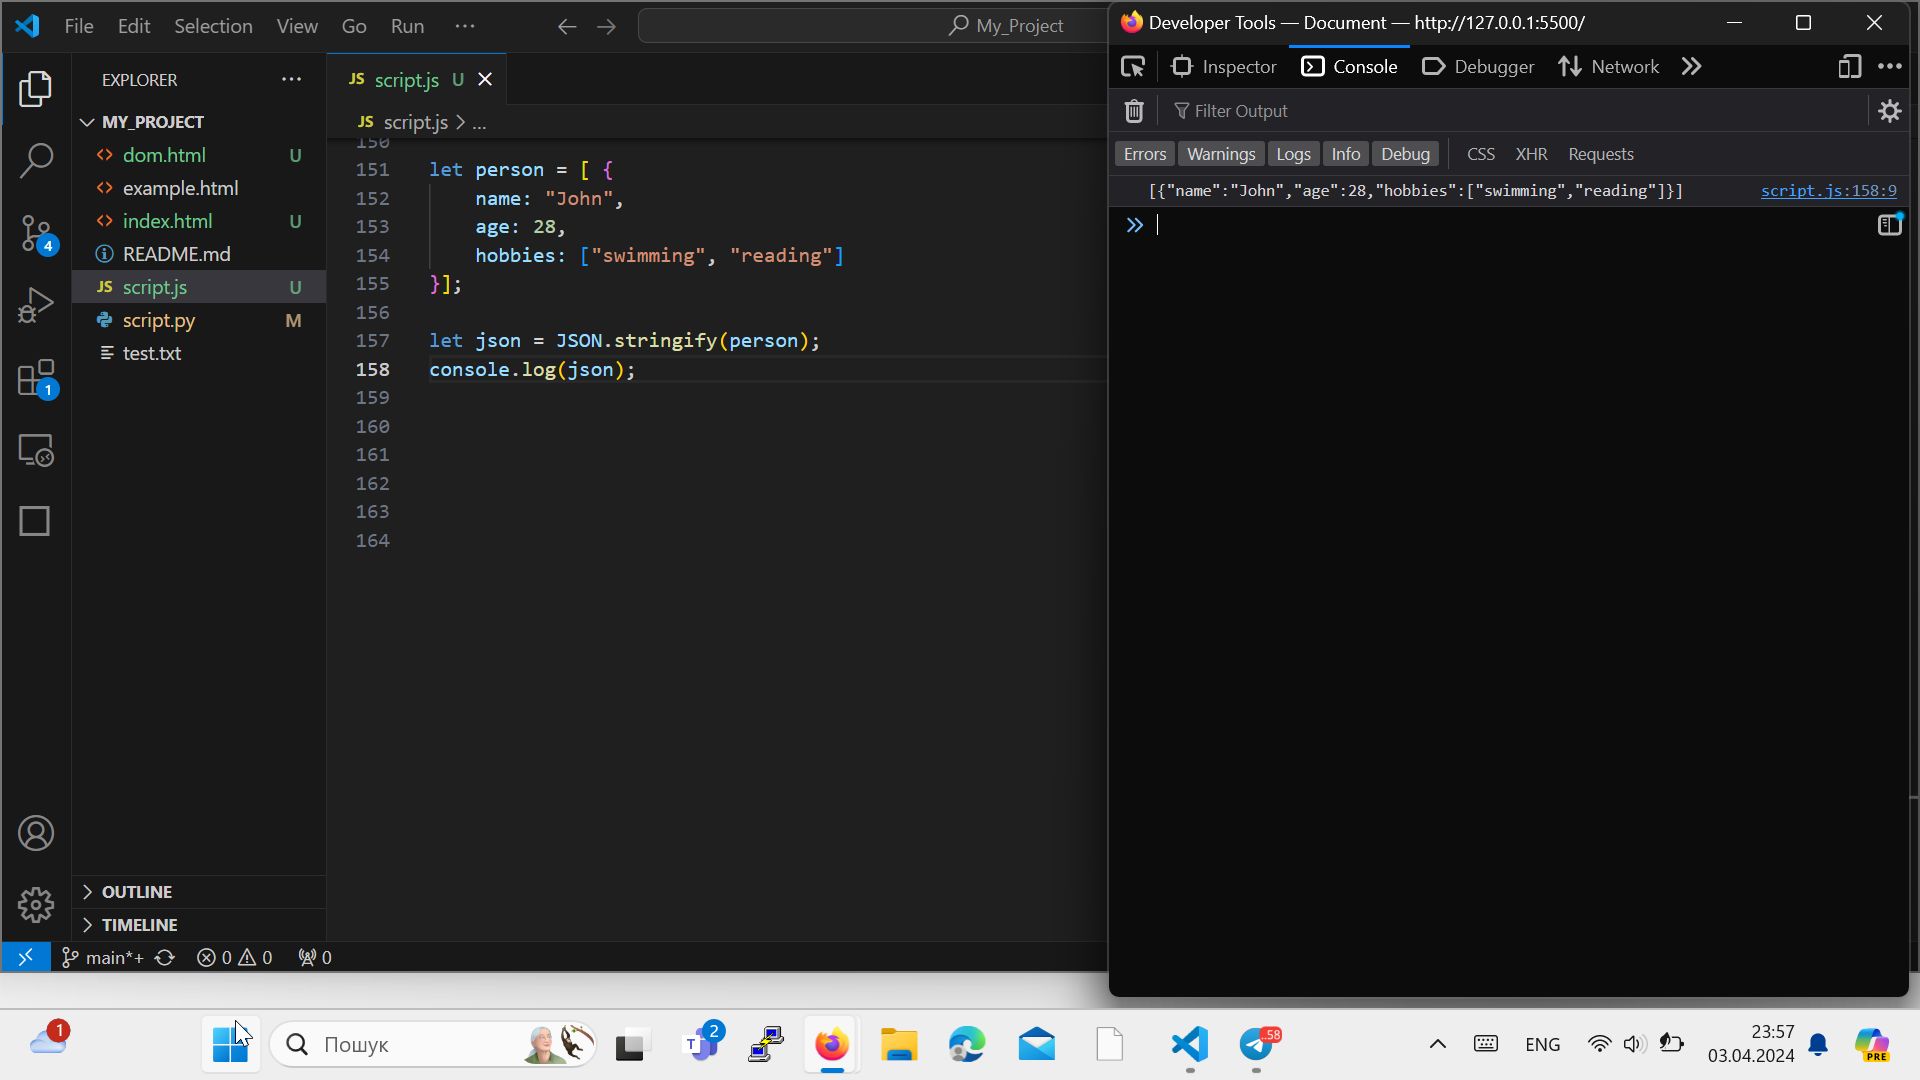 File Edit Selection View Go Run ···
My_Project
EXPLORER ···
MY_PROJECT
dom.html U
example.html
index.html U
README.md
JS script.js U
script.py M
test.txt
4
1
OUTLINE
TIMELINE
main*+ 0 0 0
JS script.js U
JS script.js > ...
150
151 let person = [ {
152 name: "John",
153 age: 28,
154 hobbies: ["swimming", "reading"]
155 }];
156
157 let json = JSON.stringify(person);
158 console.log(json);
159
160
161
162
163
164
Developer Tools — Document — http://127.0.0.1:5500/
Inspector Console Debugger Network
Filter Output
Errors Warnings Logs Info Debug CSS XHR Requests
[{"name":"John","age":28,"hobbies":["swimming","reading"]}] script.js:158:9
1
Пошук
T 2
..58
ENG
23:57
03.04.2024
PRE